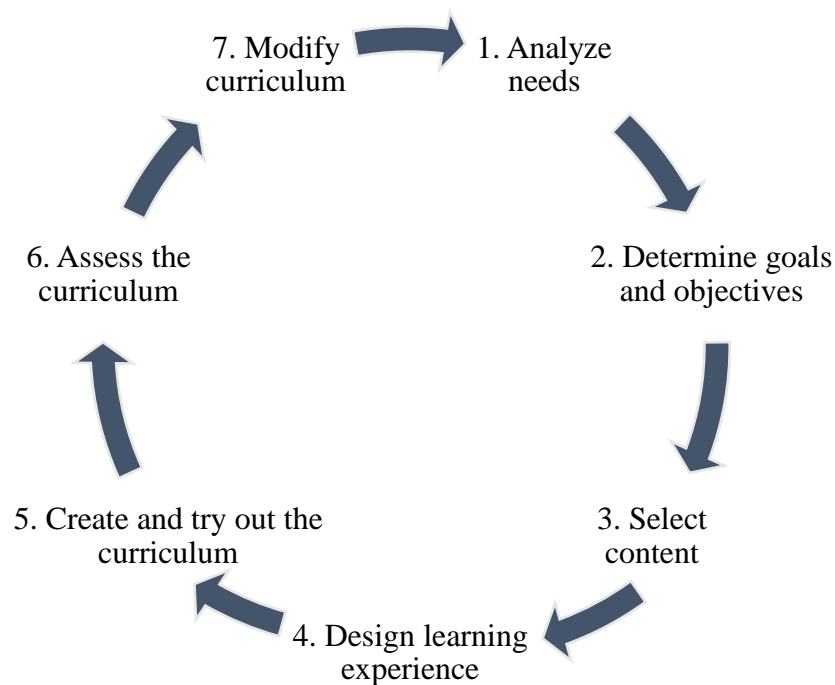 1. Analyze
needs
2. Determine goals
and objectives
3. Select
content
4. Design learning
experience
5. Create and try out the
curriculum
6. Assess the
curriculum
7. Modify
curriculum